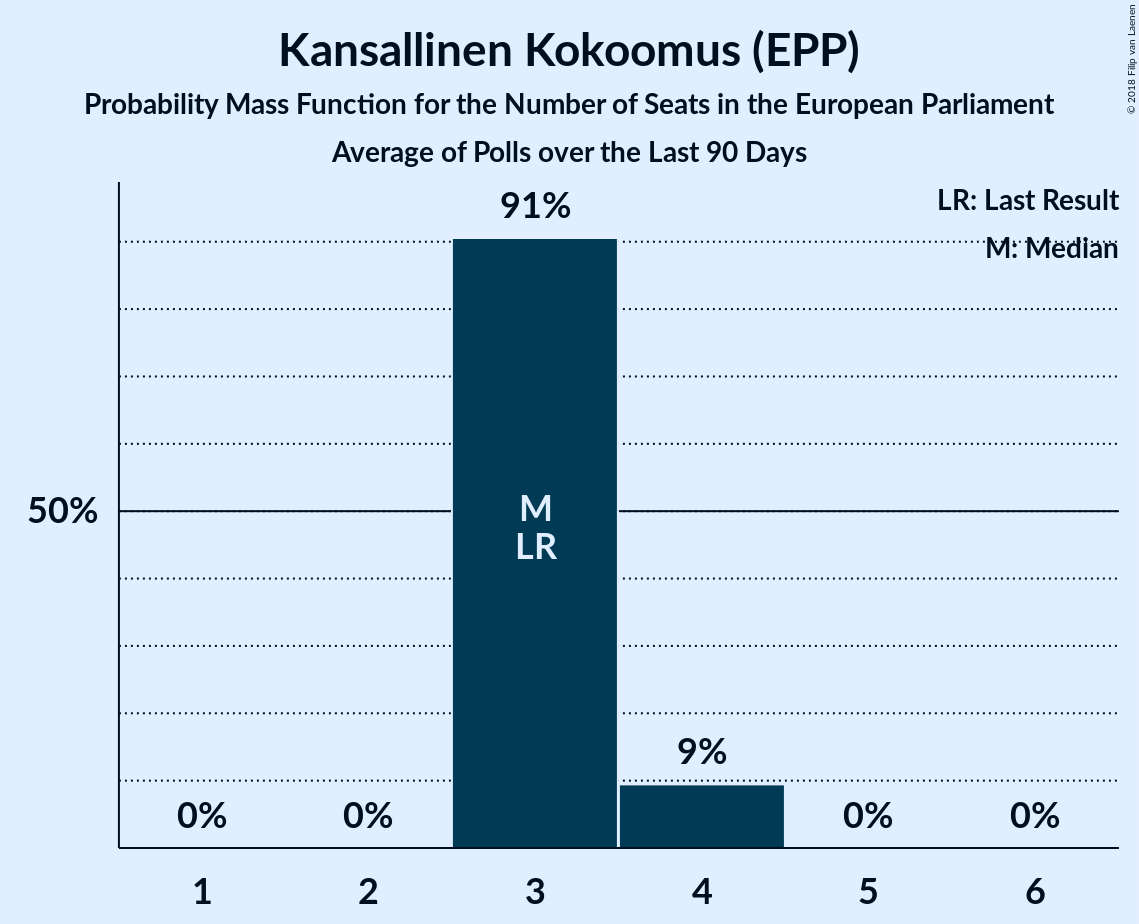 Kansallinen Kokoomus (EPP)
Probability Mass Function for the Number of Seats in the European Parliament
Average of Polls over the Last 90 Days
© 2018 Filip van Laenen
LR: Last Result
M: Median
91%
50%
M
LR
9%
0%
0%
0%
0%
1
2
3
4
5
6